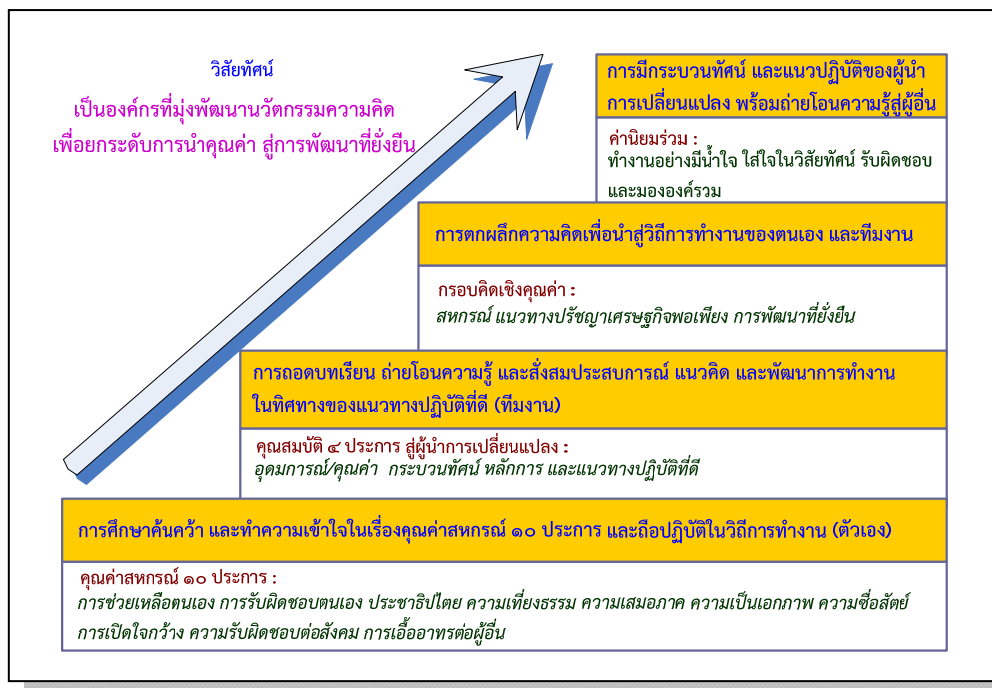 วิสัยทัศน์
เป็นองค์กรที่มุ่งพัฒนานวัตกรรมความคิด
เพื่อยกระดับการนำคุณค่า สู่การพัฒนาที่ยั่งยืน
การมีกระบวนทัศน์ และแนวปฏิบัติของผู้นำ
การเปลี่ยนแปลง พร้อมถ่ายโอนความรู้สู่ผู้อื่น
ค่านิยมร่วม :
ทำงานอย่างมีน้ำใจ ใส่ใจในวิสัยทัศน์ รับผิดชอบ
และมององค์รวม
การตกผลึกความคิดเพื่อนำสู่วิถีการทำงานของตนเอง และทีมงาน
กรอบคิดเชิงคุณค่า :
สหกรณ์ แนวทางปรัชญาเศรษฐกิจพอเพียง การพัฒนาที่ยั่งยืน
การถอดบทเรียน ถ่ายโอนความรู้ และสั่งสมประสบการณ์ แนวคิด และพัฒนาการทำงาน
ในทิศทางของแนวทางปฏิบัติที่ดี (ทีมงาน)
คุณสมบัติ ๔ ประการ สู่ผู้นำการเปลี่ยนแปลง :
อุดมการณ์/คุณค่า กระบวนทัศน์ หลักการ และแนวทางปฏิบัติที่ดี
การศึกษาค้นคว้า และทำความเข้าใจในเรื่องคุณค่าสหกรณ์ ๑๐ ประการ และถือปฏิบัติในวิถีการทำงาน (ตัวเอง)
คุณค่าสหกรณ์ ๑๐ ประการ :
การช่วยเหลือตนเอง การรับผิดชอบตนเอง ประชาธิปไตย ความเที่ยงธรรม ความเสมอภาค ความเป็นเอกภาพ ความซื่อสัตย์
การเปิดใจกว้าง ความรับผิดชอบต่อสังคม การเอื้ออาทรต่อผู้อื่น